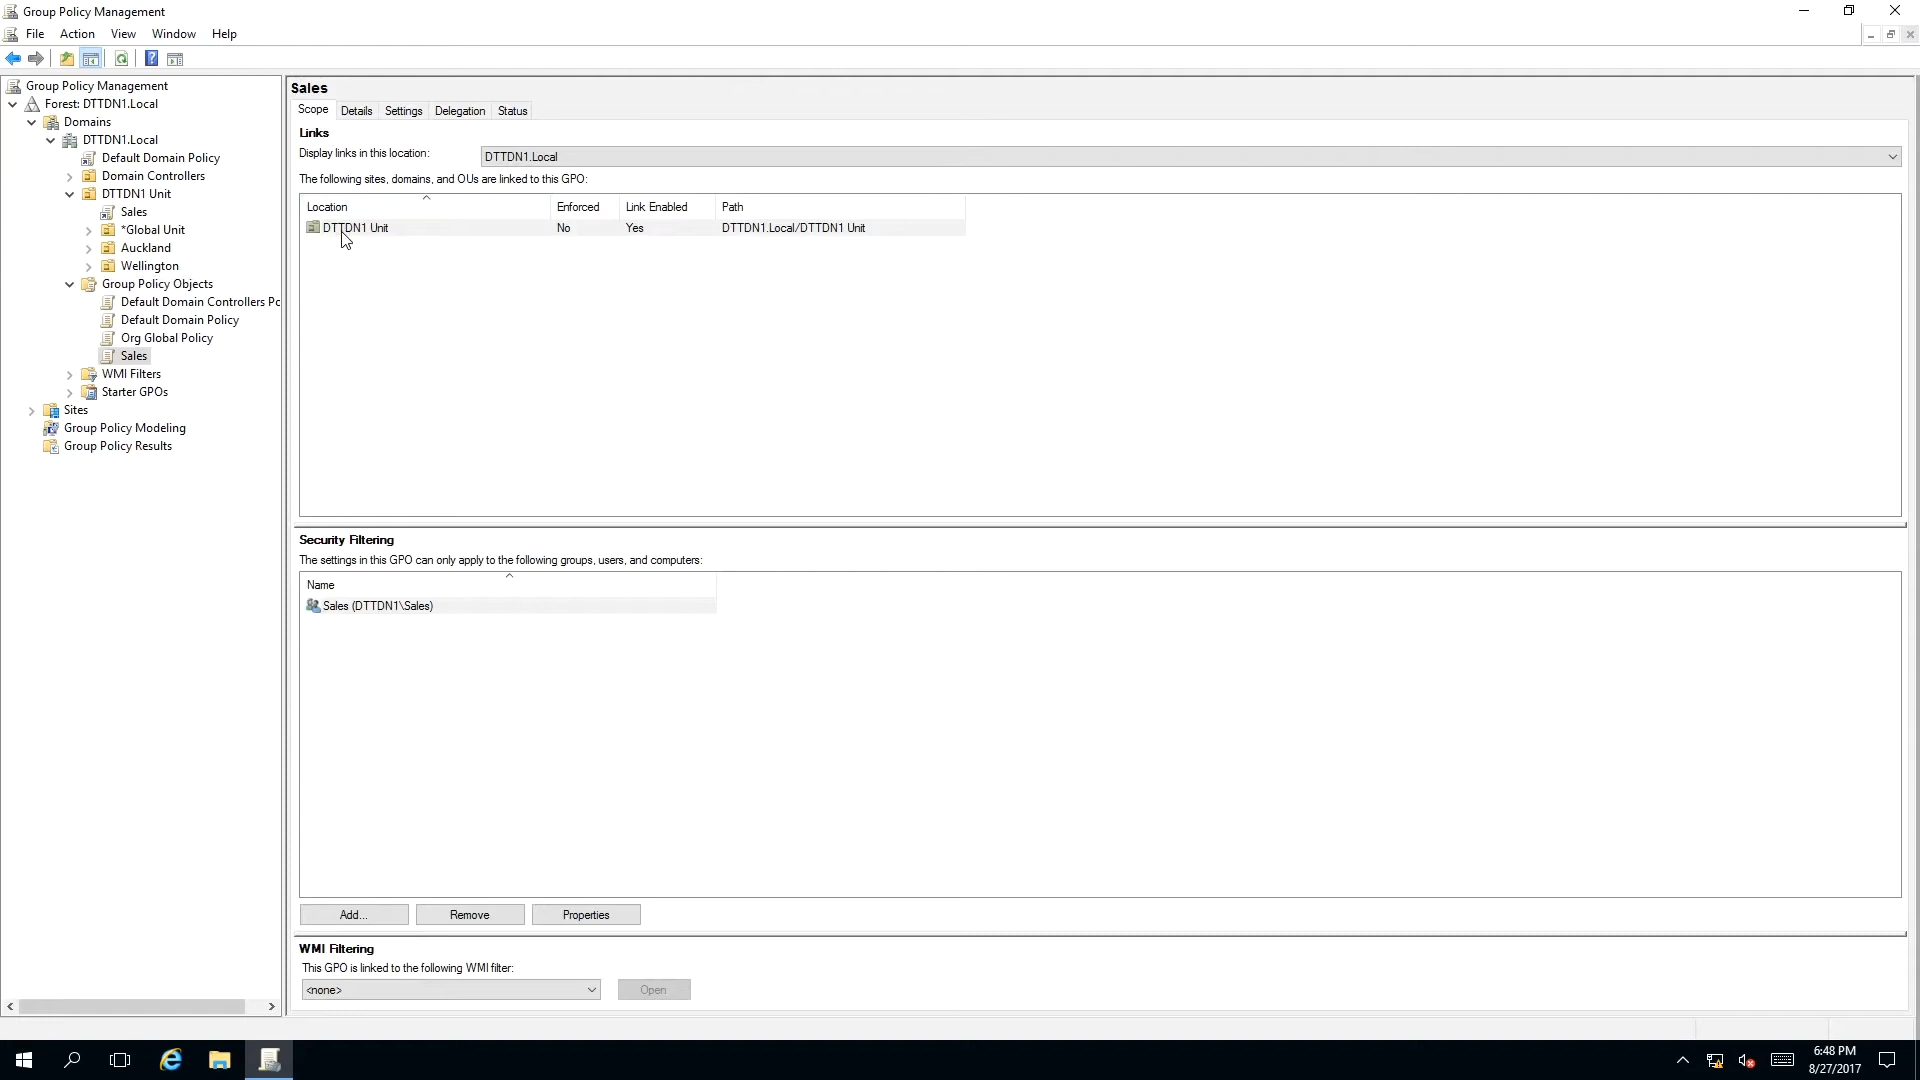 Group Policy Management
File Action View Window Help
Group Policy Management
Forest: DTTDN1.Local
Domains
DTTDN1.Local
Default Domain Policy
Domain Controllers
DTTDN1 Unit
Sales
*Global Unit
Auckland
Wellington
Group Policy Objects
Default Domain Controllers Pc
Default Domain Policy
Org Global Policy
Sales
WMI Filters
Starter GPOs
Sites
Group Policy Modeling
Group Policy Results
Sales
Scope Details Settings Delegation Status
Links
Display links in this location: DTTDN1.Local
The following sites, domains, and OUs are linked to this GPO:
Location Enforced Link Enabled Path
DTTDN1 Unit No Yes DTTDN1.Local/DTTDN1 Unit
Security Filtering
The settings in this GPO can only apply to the following groups, users, and computers:
Name
Sales (DTTDN1\Sales)
Add... Remove Properties
WMI Filtering
This GPO is linked to the following WMI filter:
<none> Open
6:48 PM
8/27/2017